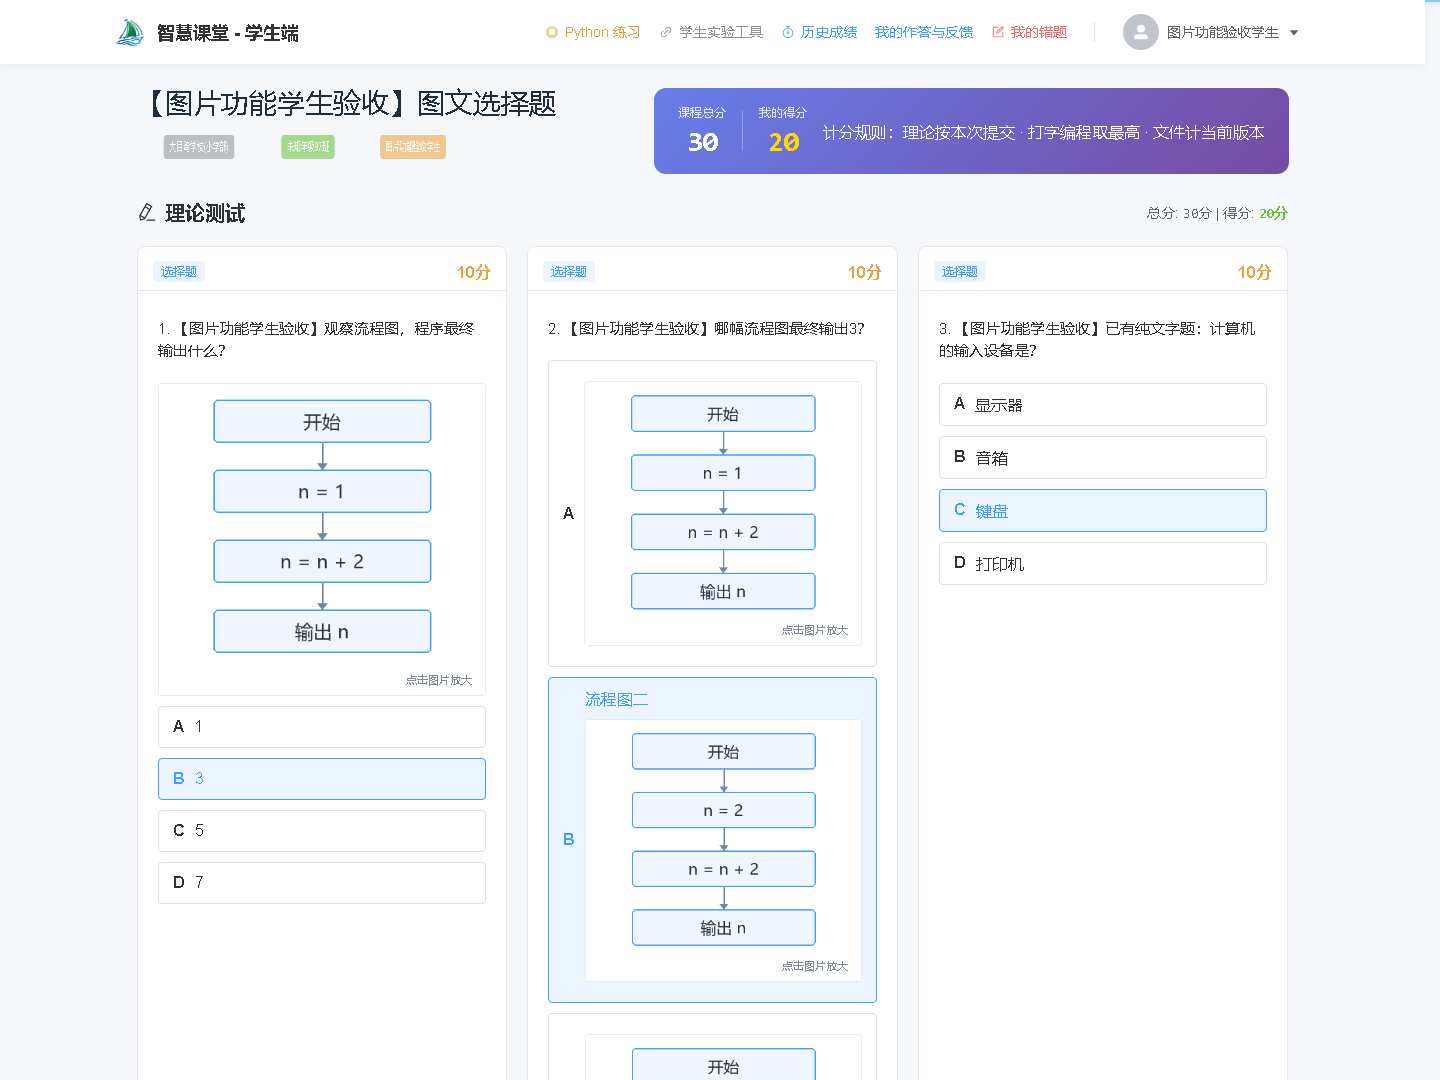 智慧课堂 - 学生端
Python 练习
学生实验工具
历史成绩
我的作答与反馈
我的错题
图片功能验收学生
【图片功能学生验收】图文选择题
图片功能验收学生
课程总分
30
我的得分
20
计分规则：理论按本次提交 · 打字编程取最高 · 文件计当前版本
理论测试
总分: 30分 | 得分: 20分
选择题
10分
1. 【图片功能学生验收】观察流程图，程序最终
输出什么？
开始
n = 1
n = n + 2
输出 n
点击图片放大
A 1
B 3
C 5
D 7
选择题
10分
2. 【图片功能学生验收】哪幅流程图最终输出3？
A
开始
n = 1
n = n + 2
输出 n
点击图片放大
流程图二
B
开始
n = 2
n = n + 2
输出 n
点击图片放大
开始
选择题
10分
3. 【图片功能学生验收】已有纯文字题：计算机
的输入设备是？
A 显示器
B 音箱
C 键盘
D 打印机